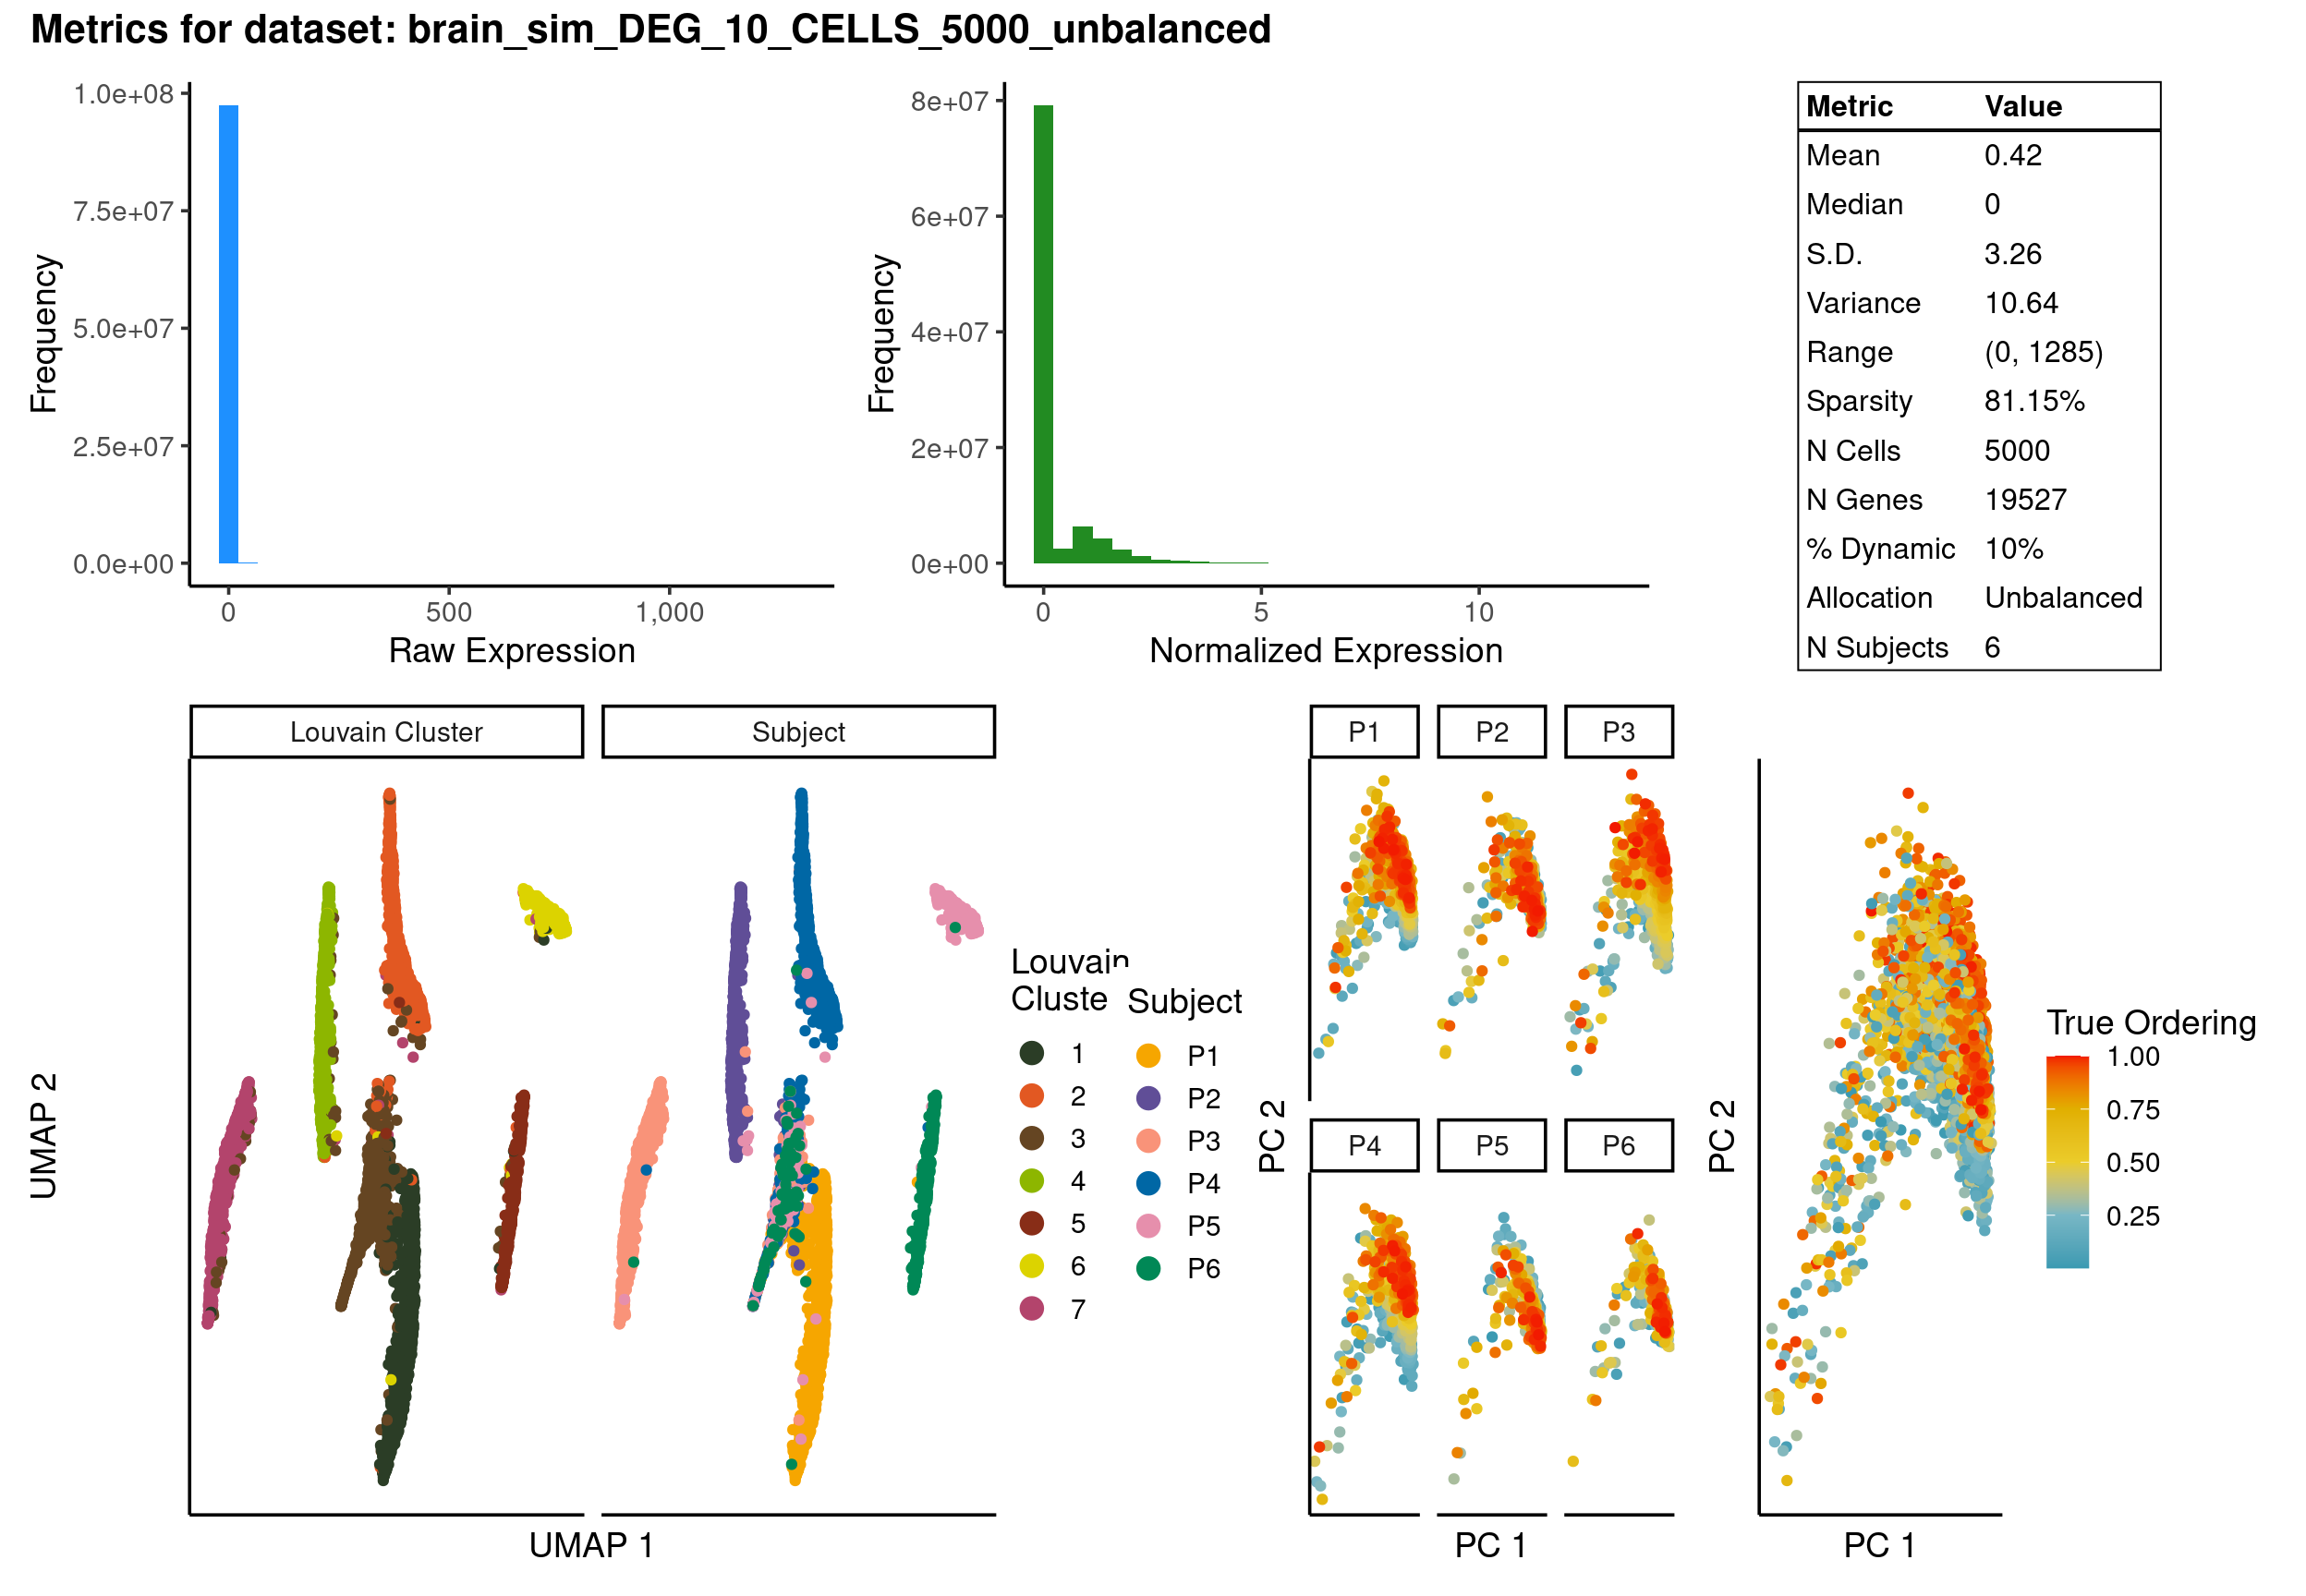 Metrics for dataset: brain_sim_DEG_10_CELLS_5000_unbalanced
Frequency
1.0e+08
7.5e+07
5.0e+07
2.5e+07
0.0e+00
0 500 1,000
Raw Expression
Frequency
8e+07
6e+07
4e+07
2e+07
0e+00
0 5 10
Normalized Expression
Metric Value
Mean 0.42
Median 0
S.D. 3.26
Variance 10.64
Range (0, 1285)
Sparsity 81.15%
N Cells 5000
N Genes 19527
% Dynamic 10%
Allocation Unbalanced
N Subjects 6
Louvain Cluster Subject
UMAP 2
UMAP 1
Louvain
Cluste
1
2
3
4
5
6
7
Subject
P1
P2
P3
P4
P5
P6
P1 P2 P3
P4 P5 P6
PC 2
PC 1
PC 2
PC 1
True Ordering
1.00
0.75
0.50
0.25